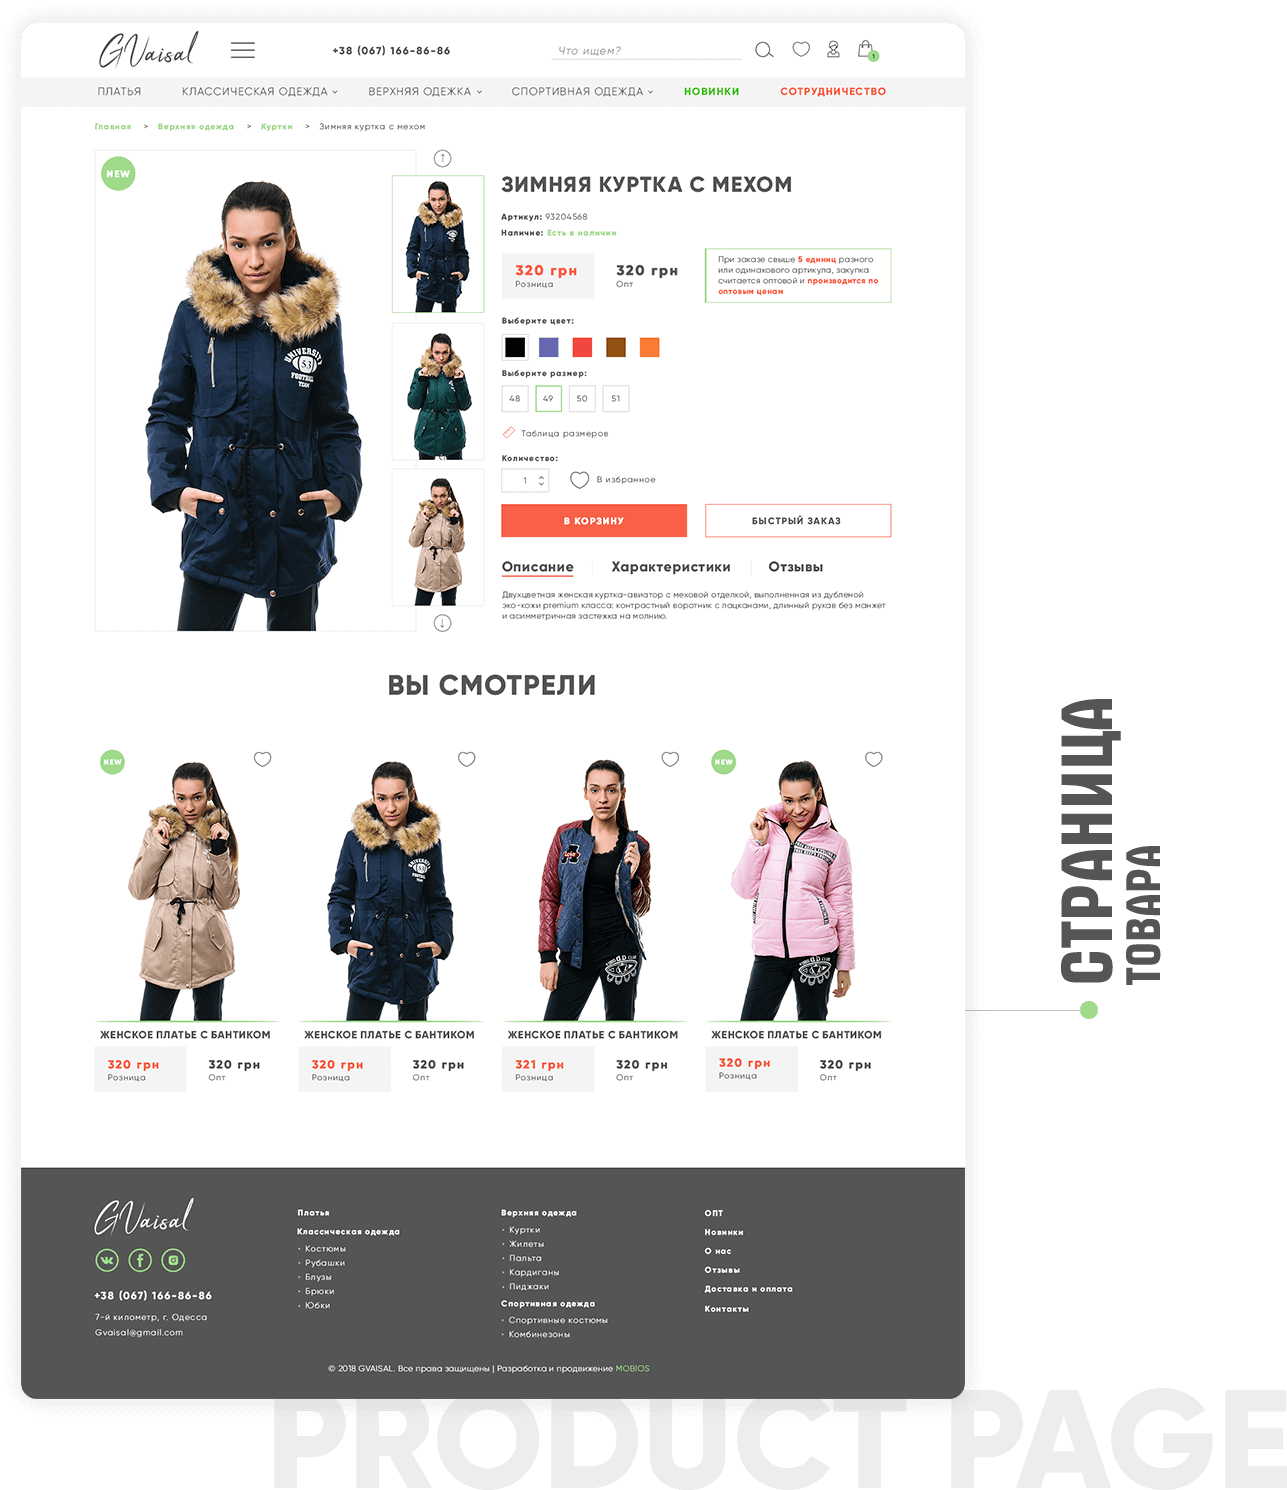 GVaisal
+38 (067) 166-86-86
Что ищем?
1
ПЛАТЬЯ
КЛАССИЧЕСКАЯ ОДЕЖДА
ВЕРХНЯЯ ОДЕЖКА
СПОРТИВНАЯ ОДЕЖДА
НОВИНКИ
СОТРУДНИЧЕСТВО
Главная > Верхняя одежда > Куртки > Зимняя куртка с мехом
NEW
UNIVERSITY
53
FOOTBALL
TEAM
ЗИМНЯЯ КУРТКА С МЕХОМ
Артикул: 93204568
Наличие: Есть в наличии
320 грн
Розница
320 грн
Опт
При заказе свыше 5 единиц разного
или одинакового артикула, закупка
считается оптовой и производится по
оптовым ценам
Выберите цвет:
Выберите размер:
48 49 50 51
Таблица размеров
Количество:
1
В избранное
В КОРЗИНУ
БЫСТРЫЙ ЗАКАЗ
Описание
Характеристики
Отзывы
Двухцветная женская куртка-авиатор с меховой отделкой, выполненная из дубленой
эко-кожи premium класса: контрастный воротник с лацканами, длинный рукав без манжет
и асимметричная застежка на молнию.
ВЫ СМОТРЕЛИ
NEW
ЖЕНСКОЕ ПЛАТЬЕ С БАНТИКОМ
320 грн
Розница
320 грн
Опт
UNIVERSITY
53
FOOTBALL
TEAM
ЖЕНСКОЕ ПЛАТЬЕ С БАНТИКОМ
320 грн
Розница
320 грн
Опт
Love
ЖЕНСКОЕ ПЛАТЬЕ С БАНТИКОМ
321 грн
Розница
320 грн
Опт
NEW
ЖЕНСКОЕ ПЛАТЬЕ С БАНТИКОМ
320 грн
Розница
320 грн
Опт
СТРАНИЦА
ТОВАРА
GVaisal
+38 (067) 166-86-86
7-й километр, г. Одесса
Gvaisal@gmail.com
Платья
Классическая одежда
Костюмы
Рубашки
Блузы
Брюки
Юбки
Верхняя одежда
Куртки
Жилеты
Пальта
Кардиганы
Пиджаки
Спортивная одежда
Спортивные костюмы
Комбинезоны
ОПТ
Новинки
О нас
Отзывы
Доставка и оплата
Контакты
© 2018 GVAISAL. Все права защищены | Разработка и продвижение MOBIOS
PRODUCT PAGE